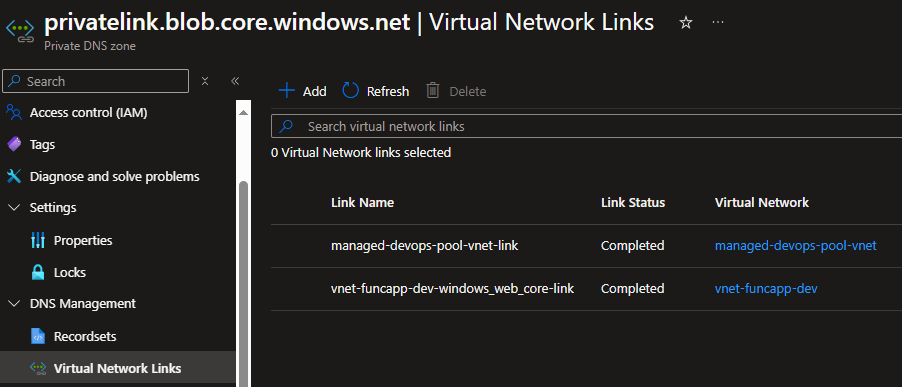 privatelink.blob.core.windows.net | Virtual Network Links
Private DNS zone
Search
Access control (IAM)
Tags
Diagnose and solve problems
Settings
Properties
Locks
DNS Management
Recordsets
Virtual Network Links
Add Refresh Delete
Search virtual network links
0 Virtual Network links selected
Link Name Link Status Virtual Network
managed-devops-pool-vnet-link Completed managed-devops-pool-vnet
vnet-funcapp-dev-windows_web_core-link Completed vnet-funcapp-dev